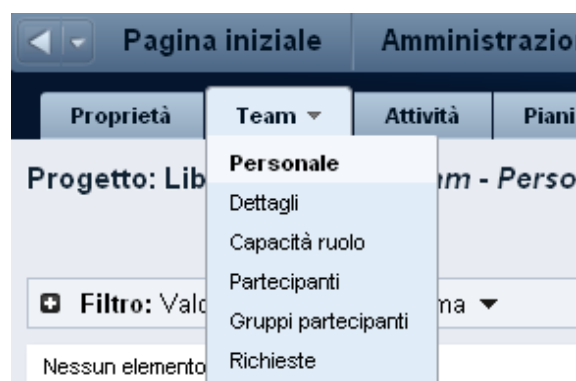 Pagina iniziale Amministrazio
Proprietà Team Attività Piani
Personale
Progetto: Lib am - Perso
Dettagli
Capacità ruolo
Partecipanti
Filtro: Valo ma
Gruppi partecipanti
Richieste
Nessun elemento